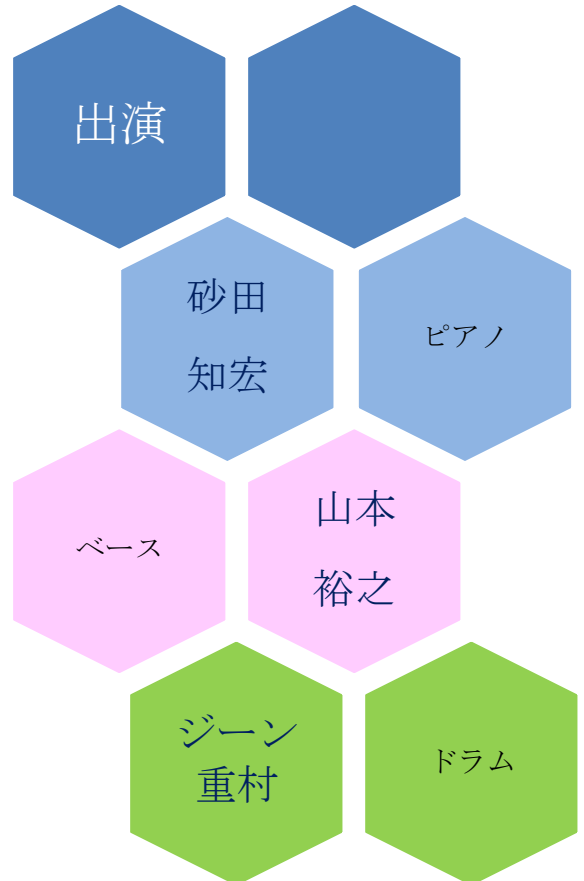 出演
砂田
知宏
ピアノ
ベース
山本
裕之
ジーン
重村
ドラム